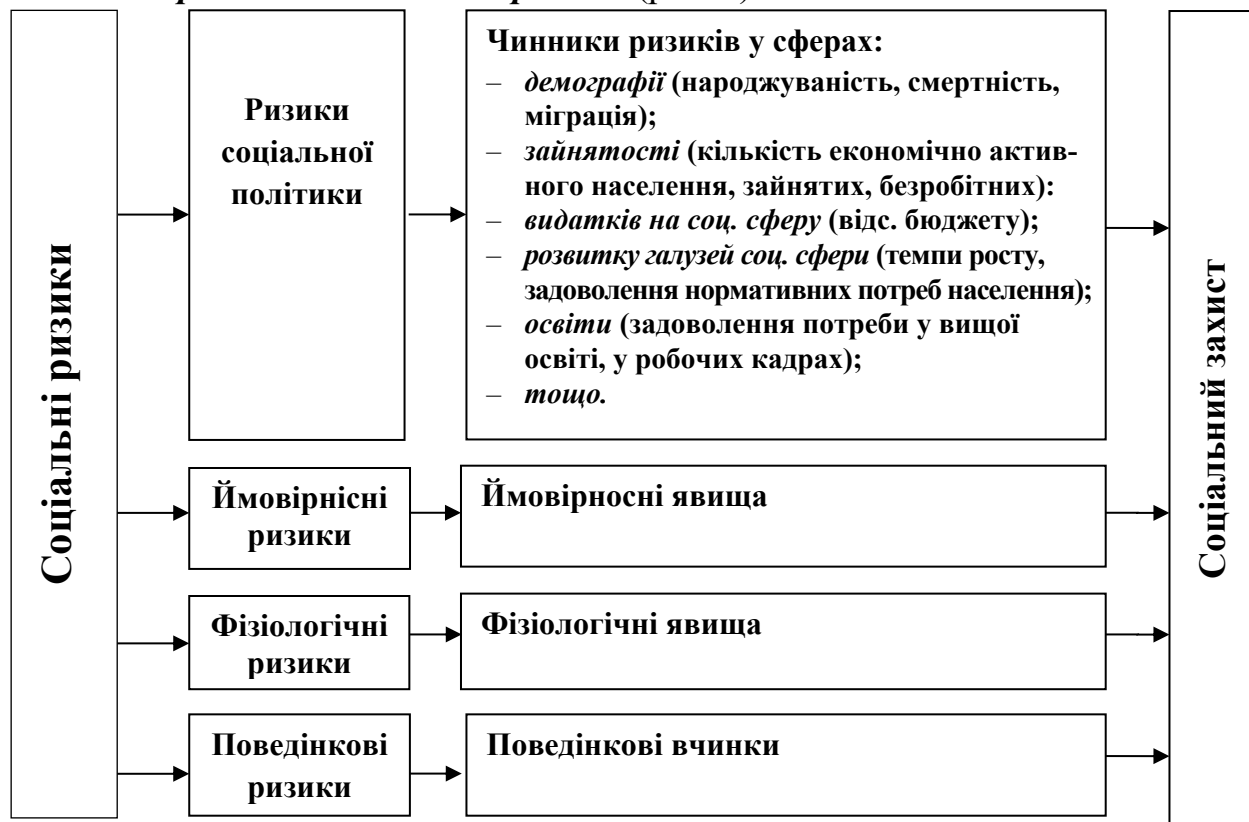 Соціальні ризики
Ризики
соціальної
політики
Чинники ризиків у сферах:
– демографії (народжуваність, смертність,
міграція);
– зайнятості (кількість економічно актив-
ного населення, зайнятих, безробітних):
– видатків на соц. сферу (відс. бюджету);
– розвитку галузей соц. сфери (темпи росту,
задоволення нормативних потреб населення);
– освіти (задоволення потреби у вищої
освіті, у робочих кадрах);
– тощо.
Ймовірнісні
ризики
Ймовірносні явища
Фізіологічні
ризики
Фізіологічні явища
Поведінкові
ризики
Поведінкові вчинки
Соціальний захист